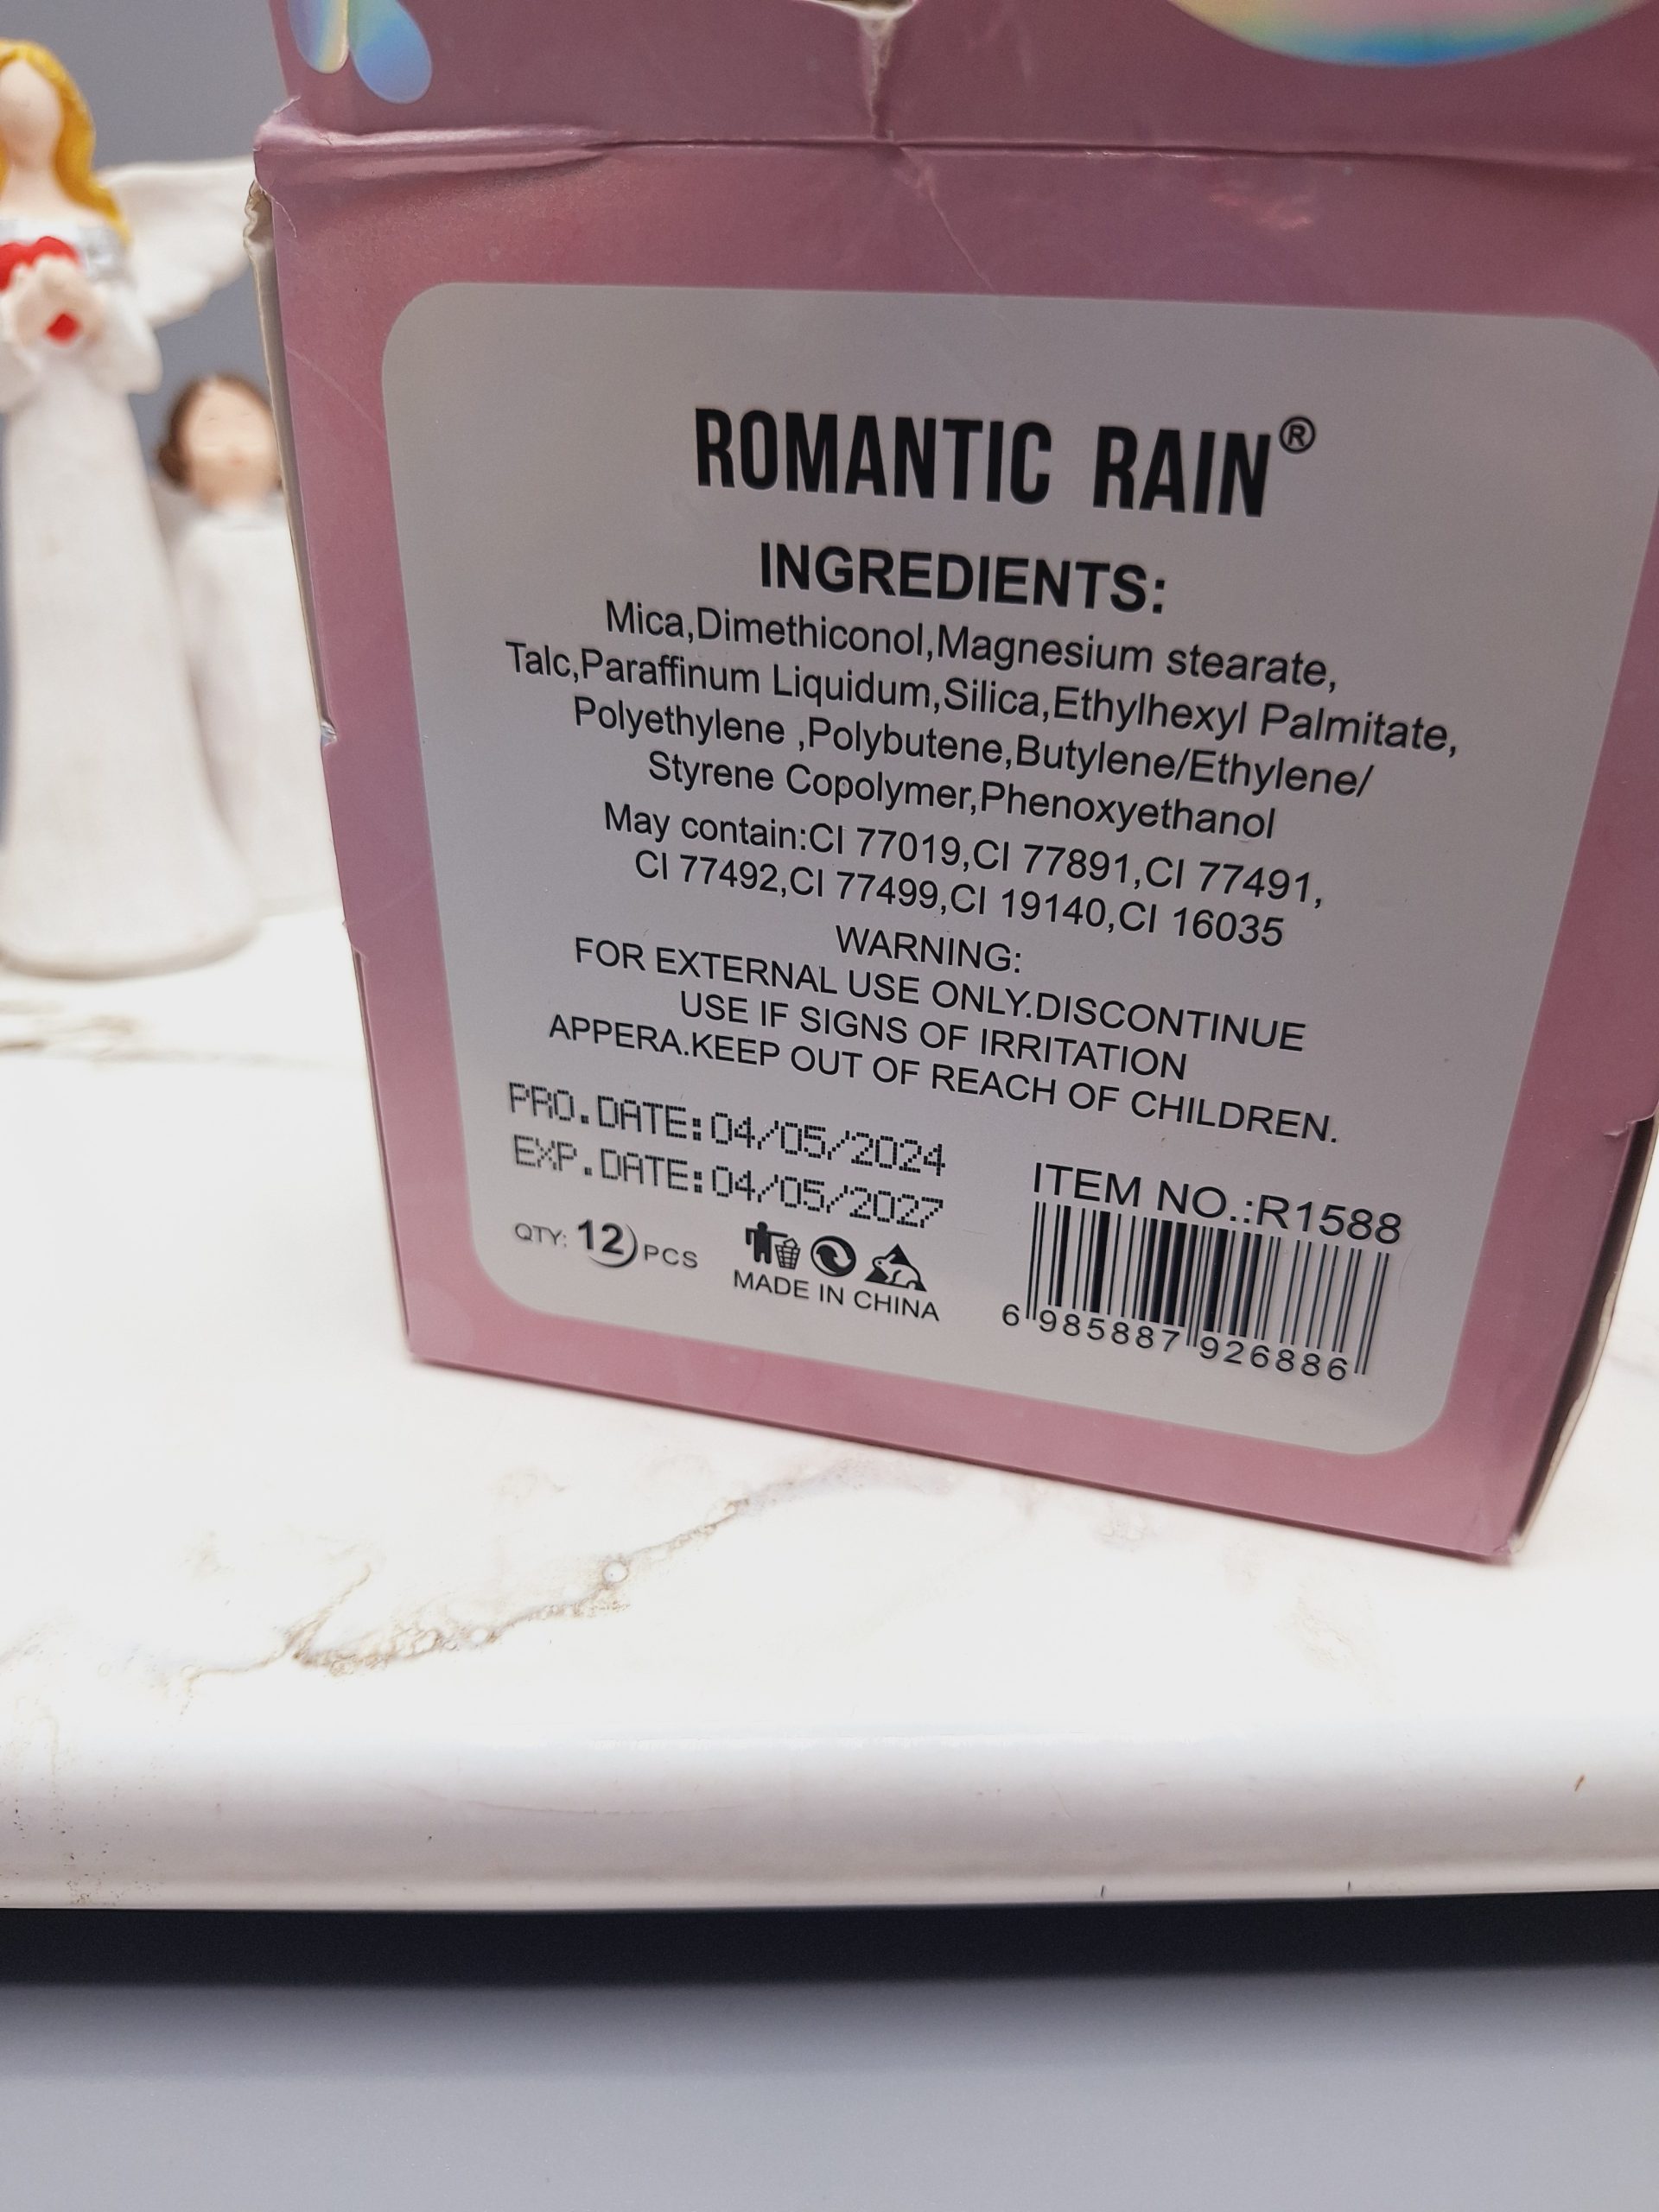 ROMANTIC RAIN®
INGREDIENTS:
Mica,Dimethiconol,Magnesium stearate,
Talc,Paraffinum Liquidum,Silica,Ethylhexyl Palmitate,
Polyethylene ,Polybutene,Butylene/Ethylene/
Styrene Copolymer,Phenoxyethanol
May contain:CI 77019,CI 77891,CI 77491,
CI 77492,CI 77499,CI 19140,CI 16035
WARNING:
FOR EXTERNAL USE ONLY.DISCONTINUE
USE IF SIGNS OF IRRITATION
APPERA.KEEP OUT OF REACH OF CHILDREN.
PRO.DATE:04/05/2024
EXP.DATE:04/05/2027
QTY: 12 PCS
MADE IN CHINA
ITEM NO.:R1588
6 985887 926886